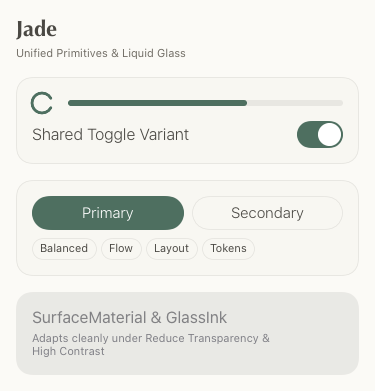 Jade
Unified Primitives & Liquid Glass
Shared Toggle Variant
Primary
Secondary
Balanced
Flow
Layout
Tokens
SurfaceMaterial & GlassInk
Adapts cleanly under Reduce Transparency &
High Contrast